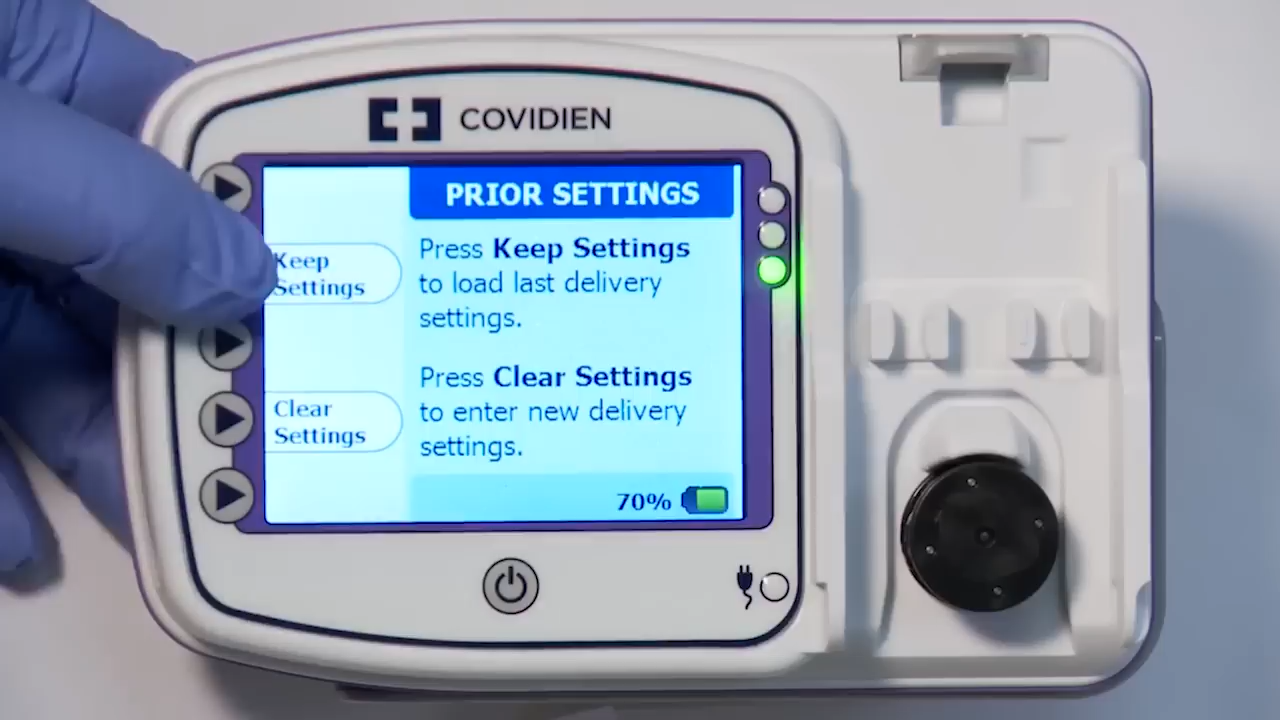 COVIDIEN
PRIOR SETTINGS
Keep
Settings
Press Keep Settings
to load last delivery
settings.
Clear
Settings
Press Clear Settings
to enter new delivery
settings.
70%